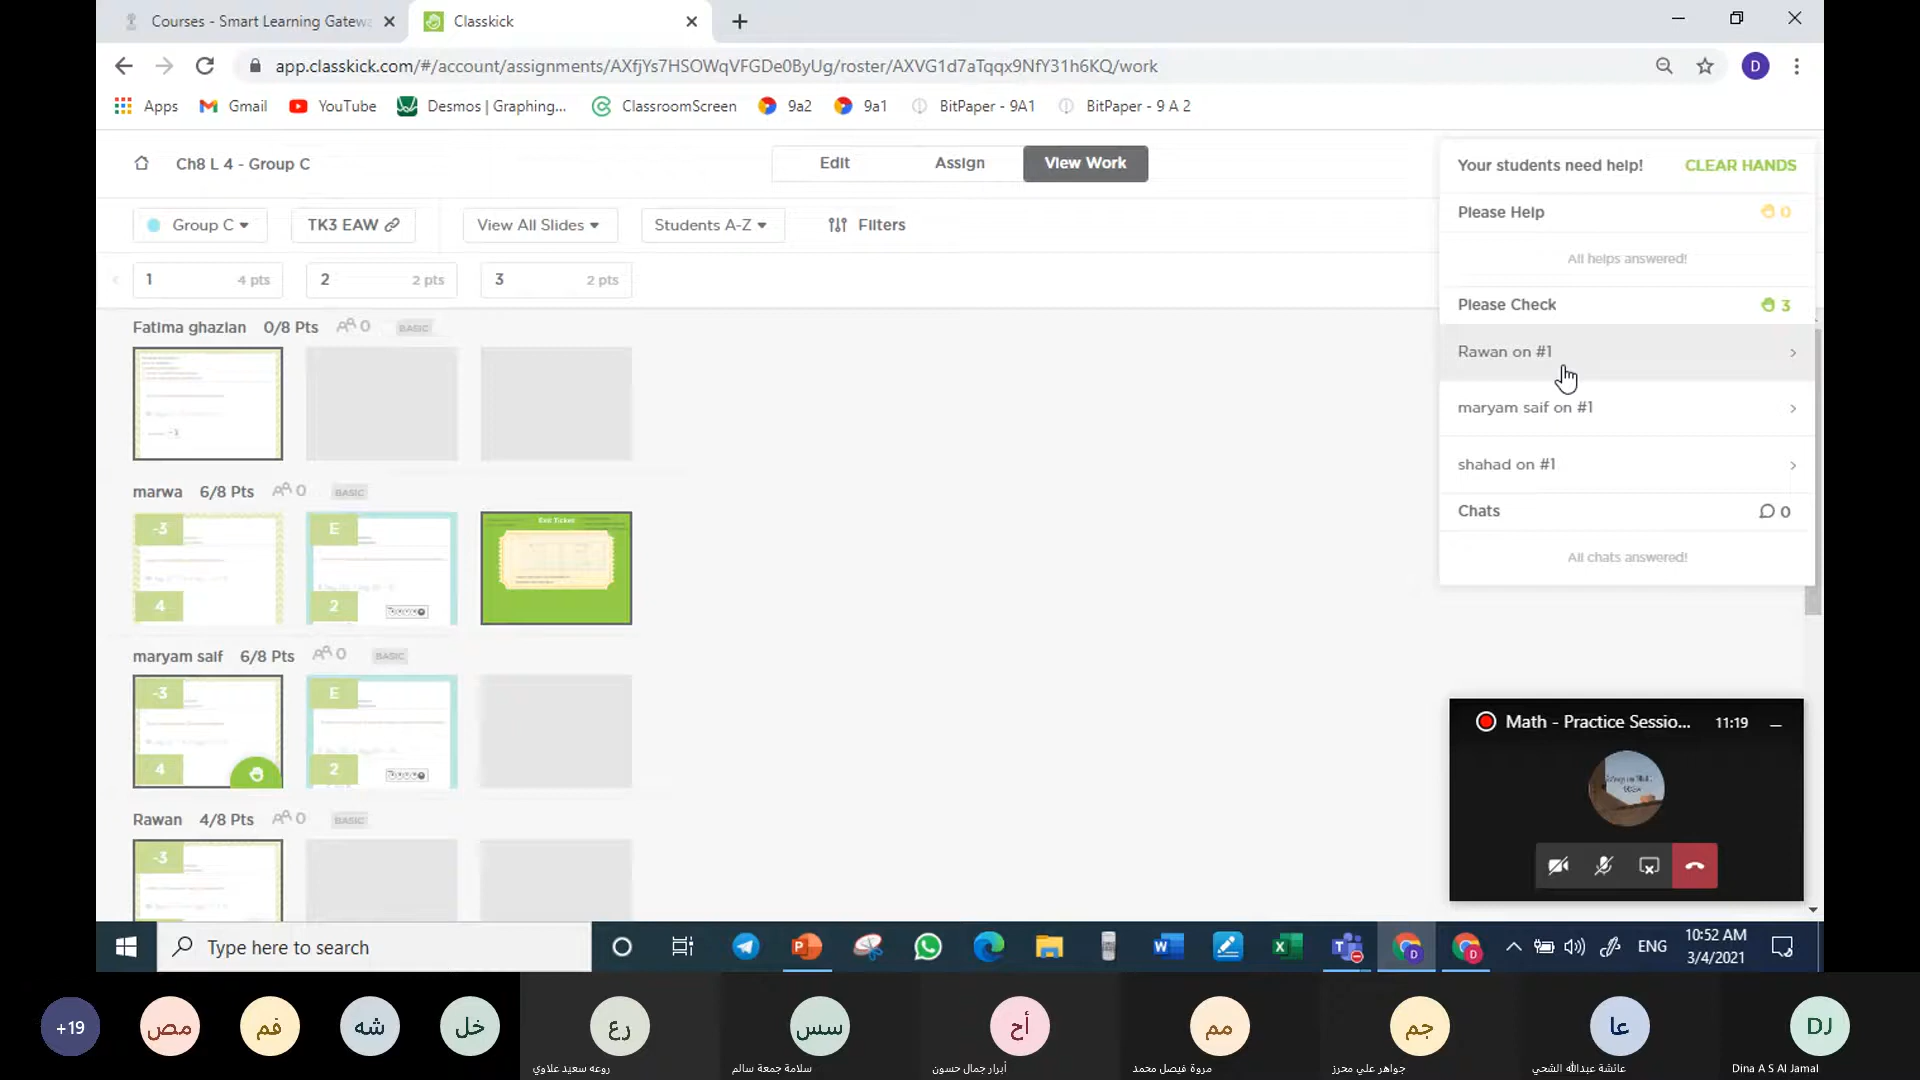 Courses - Smart Learning Gatew
Classkick
app.classkick.com/#/account/assignments/AXfjYs7HSOWqVFGDe0ByUg/roster/AXVG1d7aTqqx9NfY31h6KQ/work
D
Apps
Gmail
YouTube
Desmos | Graphing...
ClassroomScreen
9a2
9a1
BitPaper - 9A1
BitPaper - 9 A 2
Ch8 L 4 - Group C
Edit
Assign
View Work
Group C
TK3 EAW
View All Slides
Students A-Z
Filters
1 4 pts
2 2 pts
3 2 pts
Fatima ghazlan 0/8 Pts 0 BASIC
-3
marwa 6/8 Pts 0 BASIC
-3
4
E
2
Exit Ticket
maryam saif 6/8 Pts 0 BASIC
-3
4
E
2
Rawan 4/8 Pts 0 BASIC
-3
Your students need help!
CLEAR HANDS
Please Help 0
All helps answered!
Please Check 3
Rawan on #1
maryam saif on #1
shahad on #1
Chats 0
All chats answered!
Math - Practice Sessio... 11:19
Type here to search
ENG
10:52 AM
3/4/2021
+19
مص
فم
شه
خل
رع
سس
أح
مم
جم
عا
DJ
روعه سعيد علاوي
سلامة جمعة سالم
أبرار جمال حسون
مروة فيصل محمد
جواهر علي محرز
عائشة عبدالله الشحي
Dina A S Al Jamal